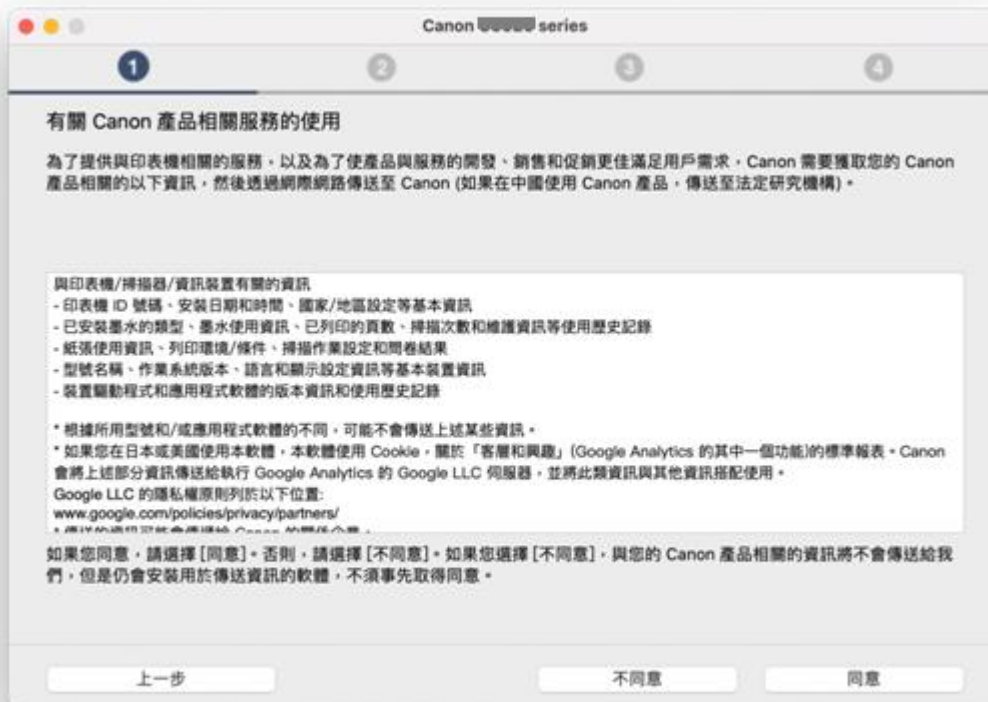 Canon series
1
2
3
4
有關 Canon 產品相關服務的使用
為了提供與印表機相關的服務，以及為了使產品與服務的開發、銷售和促銷更佳滿足用戶需求，Canon 需要獲取您的 Canon
產品相關的以下資訊，然後透過網際網路傳送至 Canon (如果在中國使用 Canon 產品，傳送至法定研究機構)。
與印表機/掃描器/資訊裝置有關的資訊
- 印表機 ID 號碼、安裝日期和時間、國家/地區設定等基本資訊
- 已安裝墨水的類型、墨水使用資訊、已列印的頁數、掃描次數和維護資訊等使用歷史記錄
- 紙張使用資訊、列印環境/條件、掃描作業設定和問卷結果
- 型號名稱、作業系統版本、語言和顯示設定資訊等基本裝置資訊
- 裝置驅動程式和應用程式軟體的版本資訊和使用歷史記錄
* 根據所用型號和/或應用程式軟體的不同，可能不會傳送上述某些資訊。
* 如果您在日本或美國使用本軟體，本軟體使用 Cookie，關於「客層和興趣」(Google Analytics 的其中一個功能)的標準報表。Canon
會將上述部分資訊傳送給執行 Google Analytics 的 Google LLC 伺服器，並將此類資訊與其他資訊搭配使用。
Google LLC 的隱私權原則列於以下位置:
www.google.com/policies/privacy/partners/
* 傳送的資訊可能會傳遞給 Canon 的關係企業。
如果您同意，請選擇 [同意]。否則，請選擇 [不同意]。如果您選擇 [不同意]，與您的 Canon 產品相關的資訊將不會傳送給我
們，但是仍會安裝用於傳送資訊的軟體，不須事先取得同意。
上一步
不同意
同意